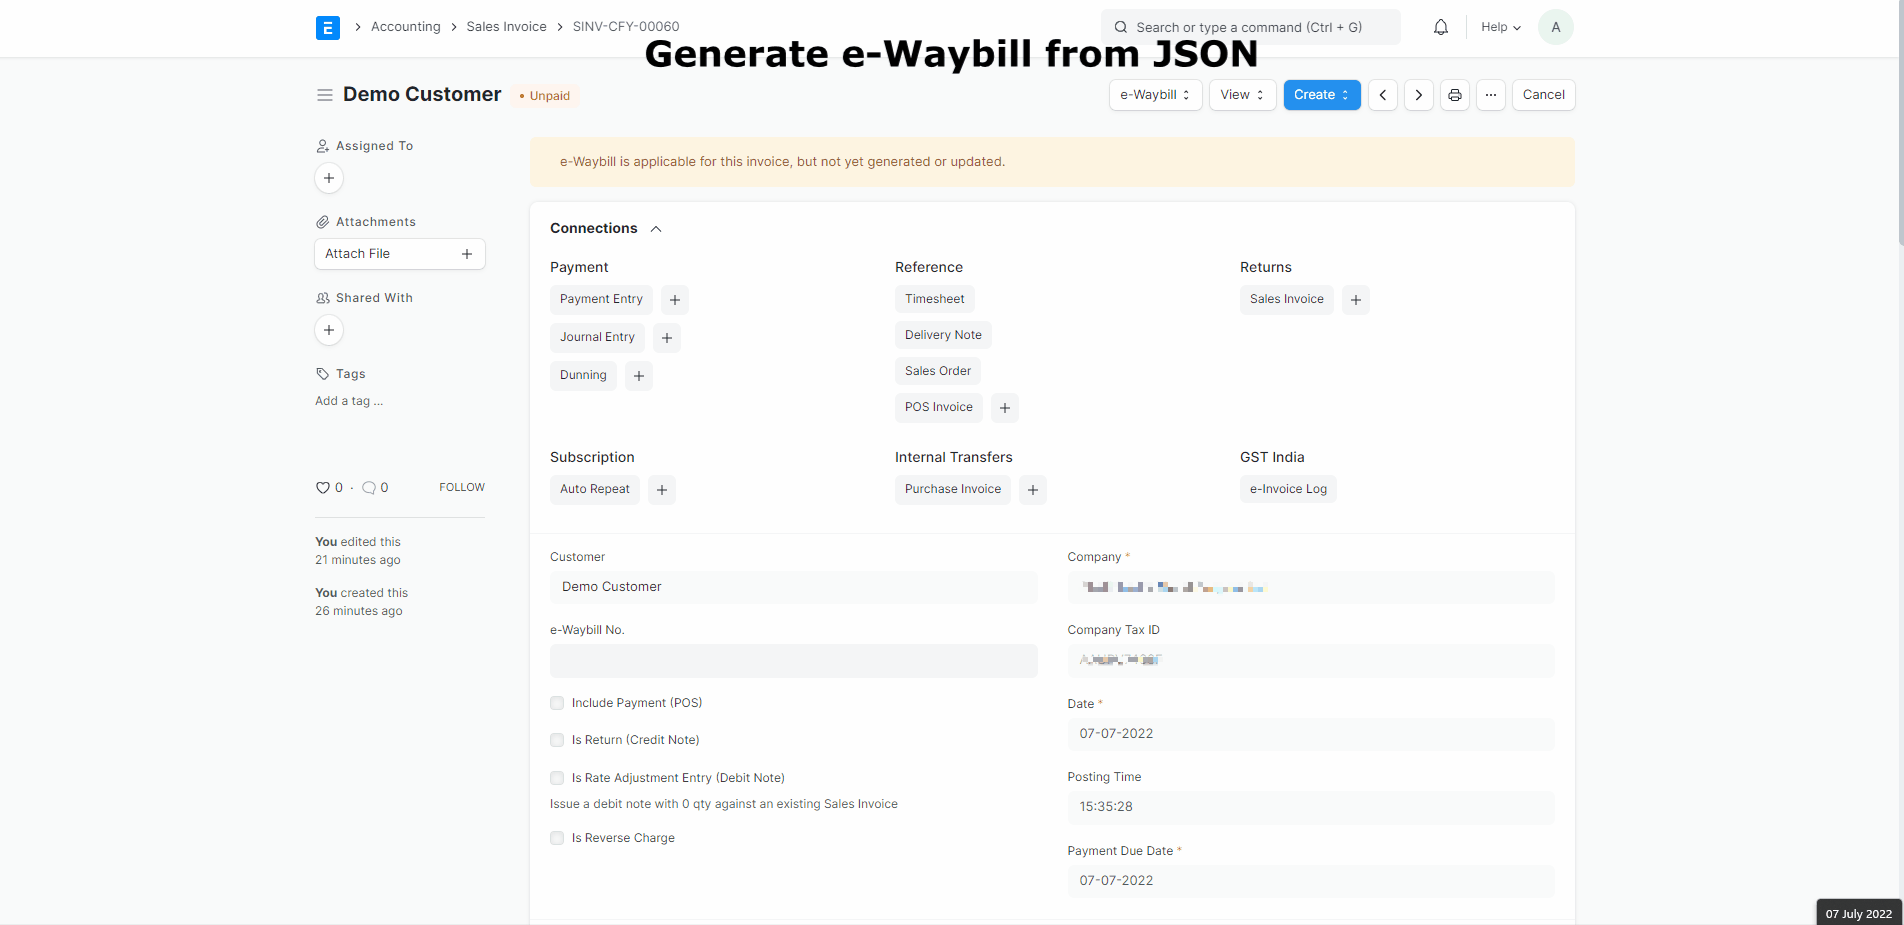 E
Accounting
Sales Invoice
SINV-CFY-00060
Search or type a command (Ctrl + G)
Help
A
Generate e-Waybill from JSON
Demo Customer
Unpaid
e-Waybill
View
Create
Cancel
Assigned To
Attachments
Attach File
Shared With
Tags
Add a tag ...
0 · 0
FOLLOW
You edited this
21 minutes ago
You created this
26 minutes ago
e-Waybill is applicable for this invoice, but not yet generated or updated.
Connections
Payment
Payment Entry
Journal Entry
Dunning
Reference
Timesheet
Delivery Note
Sales Order
POS Invoice
Returns
Sales Invoice
Subscription
Auto Repeat
Internal Transfers
Purchase Invoice
GST India
e-Invoice Log
Customer
Demo Customer
e-Waybill No.
Include Payment (POS)
Is Return (Credit Note)
Is Rate Adjustment Entry (Debit Note)
Issue a debit note with 0 qty against an existing Sales Invoice
Is Reverse Charge
Company *
Company Tax ID
Date *
07-07-2022
Posting Time
15:35:28
Payment Due Date *
07-07-2022
07 July 2022